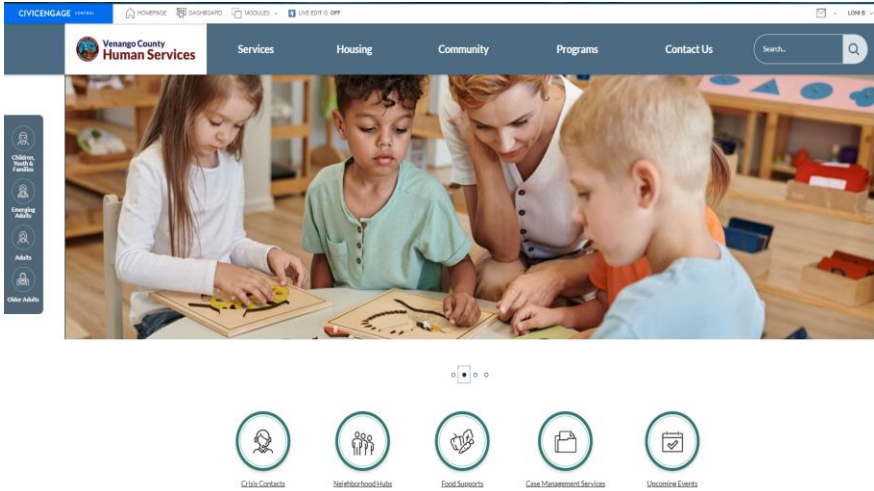 CIVICENGAGE CENTRAL HOMEPAGE DASHBOARD MODULES LIVE EDIT IS OFF LONI B
Venango County
Human Services
Services Housing Community Programs Contact Us Search...
Children,
Youth &
Families
Emerging
Adults
Adults
Older Adults
Crisis Contacts Neighborhood Hubs Food Supports Case Management Services Upcoming Events